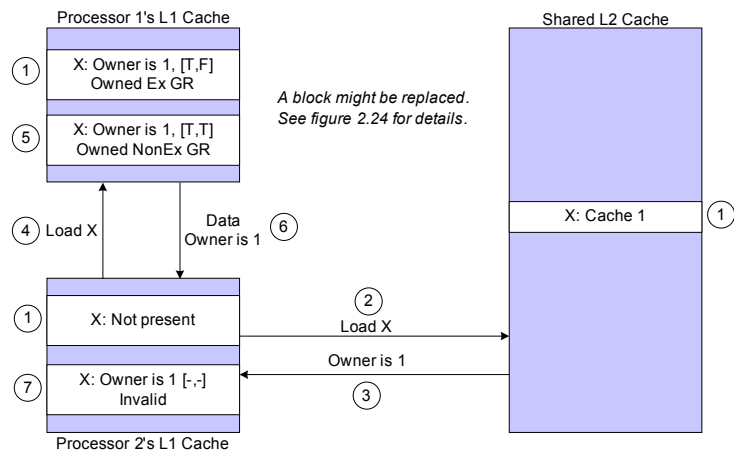 Processor 1's L1 Cache
Shared L2 Cache
1
X: Owner is 1, [T,F]
Owned Ex GR
A block might be replaced.
See figure 2.24 for details.
5
X: Owner is 1, [T,T]
Owned NonEx GR
X: Cache 1
1
4
Load X
Data
Owner is 1
6
1
X: Not present
2
Load X
Owner is 1
3
7
X: Owner is 1 [-,-]
Invalid
Processor 2's L1 Cache